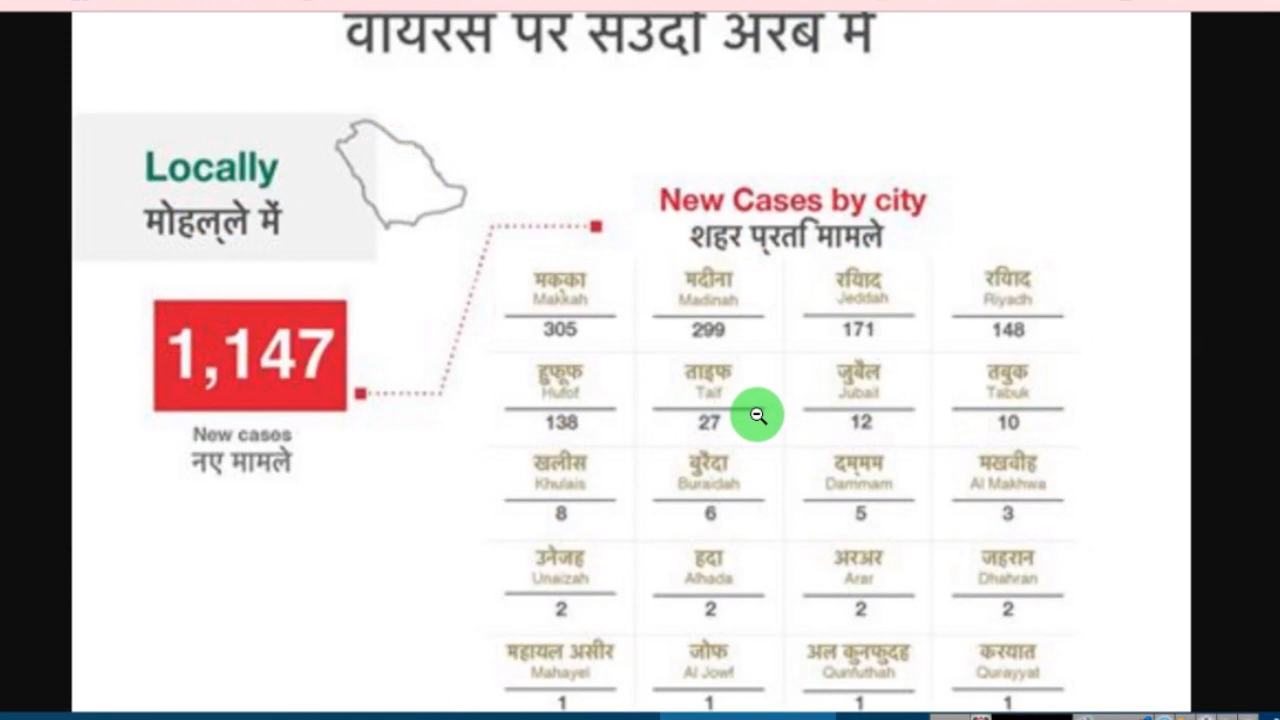 वायरस पर सउदी अरब में
Locally
मोहल्ले में
1,147
New cases
नए मामले
New Cases by city
शहर प्रति मामले
मक्का मदीना रियाद रियाद
Makkah Madinah Jeddah Riyadh
305 299 171 148
हुफूफ ताइफ जुबैल तबुक
Hufof Taif Jubail Tabuk
138 27 12 10
खलीस बुरैदा दम्मम मखवीह
Khulais Buraidah Dammam Al Makhwa
8 6 5 3
उनेजह हदा अरअर जहरान
Unaizah Alhada Arar Dhahran
2 2 2 2
महायल असीर जोफ अल कुनफुदह करयात
Mahayel Al Jowf Qunfuthah Qurayyat
1 1 1 1